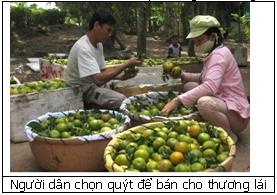 Người dân chọn quýt để bán cho thương lái